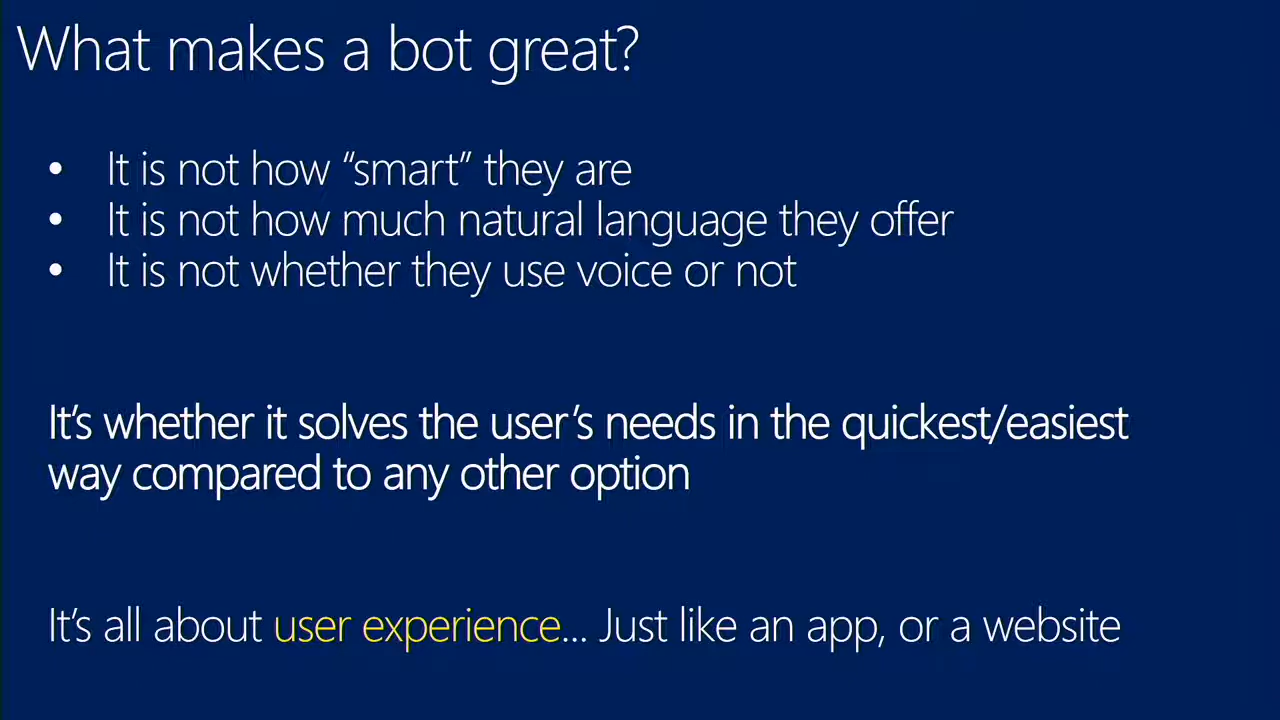 What makes a bot great?
• It is not how “smart” they are
• It is not how much natural language they offer
• It is not whether they use voice or not
It’s whether it solves the user’s needs in the quickest/easiest
way compared to any other option
It’s all about user experience... Just like an app, or a website